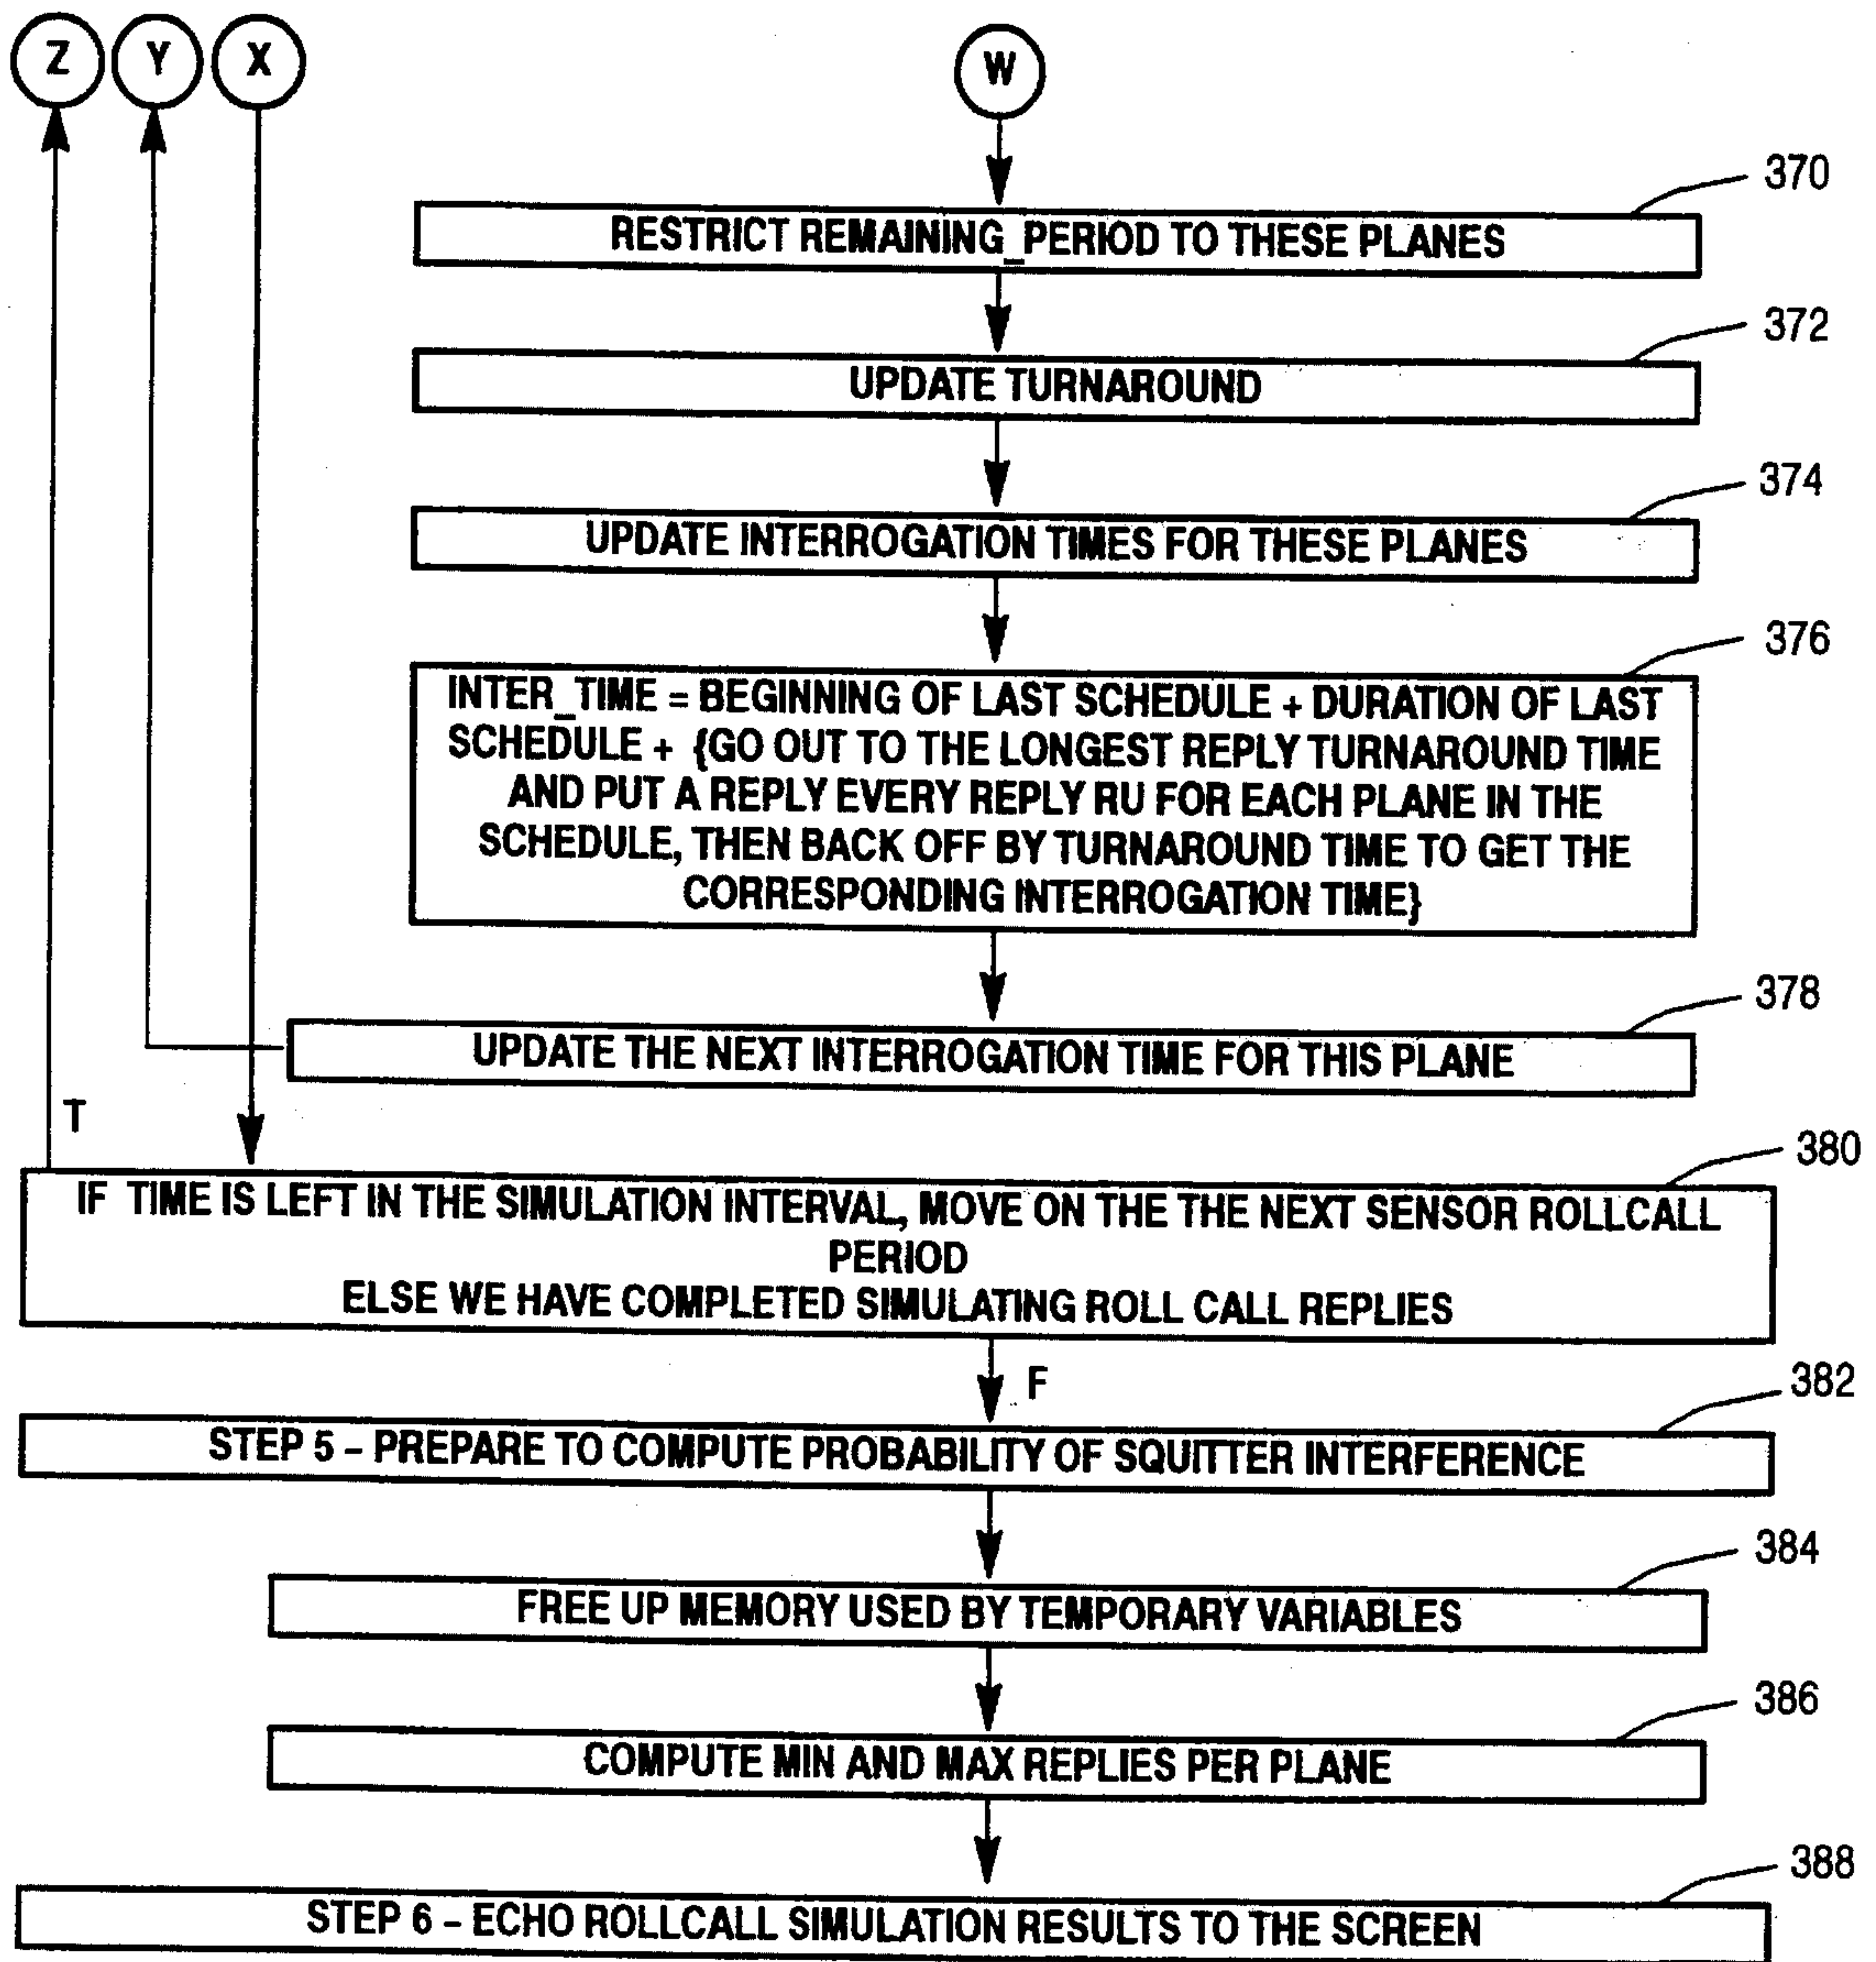 Z Y X W
370
RESTRICT REMAINING_PERIOD TO THESE PLANES
372
UPDATE TURNAROUND
374
UPDATE INTERROGATION TIMES FOR THESE PLANES
376
INTER_TIME = BEGINNING OF LAST SCHEDULE + DURATION OF LAST
SCHEDULE + {GO OUT TO THE LONGEST REPLY TURNAROUND TIME
AND PUT A REPLY EVERY REPLY RU FOR EACH PLANE IN THE
SCHEDULE, THEN BACK OFF BY TURNAROUND TIME TO GET THE
CORRESPONDING INTERROGATION TIME}
378
UPDATE THE NEXT INTERROGATION TIME FOR THIS PLANE
T
380
IF TIME IS LEFT IN THE SIMULATION INTERVAL, MOVE ON THE THE NEXT SENSOR ROLLCALL
PERIOD
ELSE WE HAVE COMPLETED SIMULATING ROLL CALL REPLIES
F
382
STEP 5 - PREPARE TO COMPUTE PROBABILITY OF SQUITTER INTERFERENCE
384
FREE UP MEMORY USED BY TEMPORARY VARIABLES
386
COMPUTE MIN AND MAX REPLIES PER PLANE
388
STEP 6 - ECHO ROLLCALL SIMULATION RESULTS TO THE SCREEN